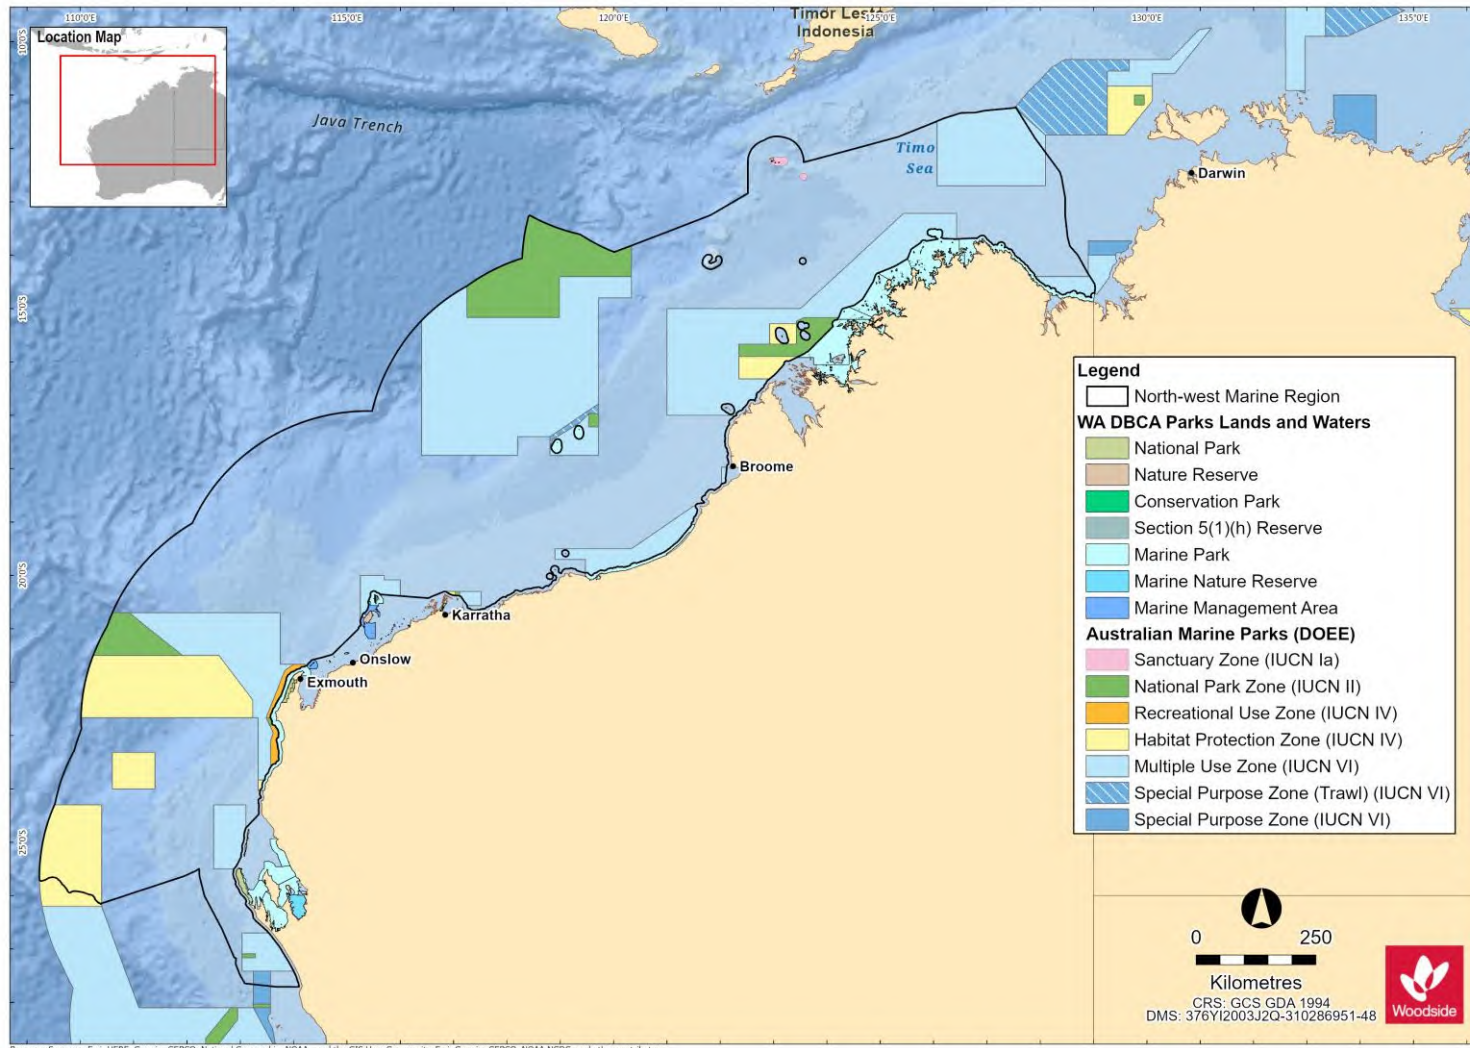 110°0'E
115°0'E
120°0'E
125°0'E
130°0'E
135°0'E
10°0'S
15°0'S
20°0'S
25°0'S
Location Map
Java Trench
Timor Lest
Indonesia
Timo
Sea
Darwin
Broome
Karratha
Onslow
Exmouth
Legend
North-west Marine Region
WA DBCA Parks Lands and Waters
National Park
Nature Reserve
Conservation Park
Section 5(1)(h) Reserve
Marine Park
Marine Nature Reserve
Marine Management Area
Australian Marine Parks (DOEE)
Sanctuary Zone (IUCN Ia)
National Park Zone (IUCN II)
Recreational Use Zone (IUCN IV)
Habitat Protection Zone (IUCN IV)
Multiple Use Zone (IUCN VI)
Special Purpose Zone (Trawl) (IUCN VI)
Special Purpose Zone (IUCN VI)
0 250
Kilometres
CRS: GCS GDA 1994
DMS: 376YI2003J2Q-310286951-48
Woodside